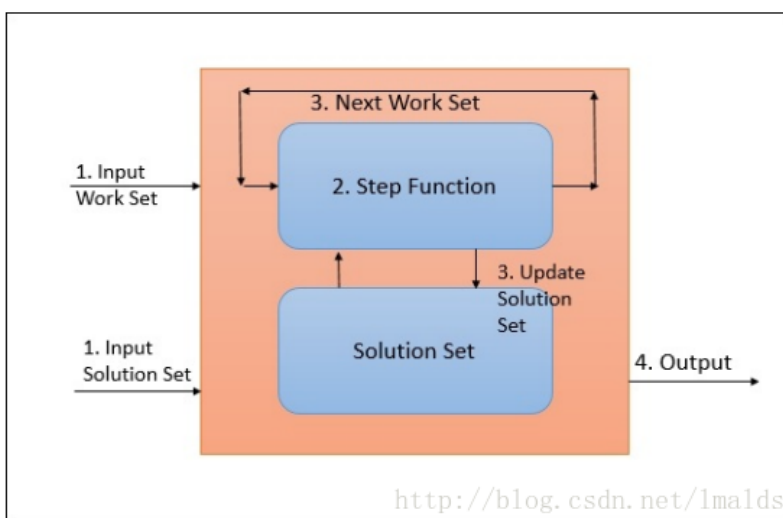 3. Next Work Set
1. Input
Work Set
2. Step Function
3. Update
Solution
Set
1. Input
Solution Set
Solution Set
4. Output
http://blog.csdn.net/lmalds